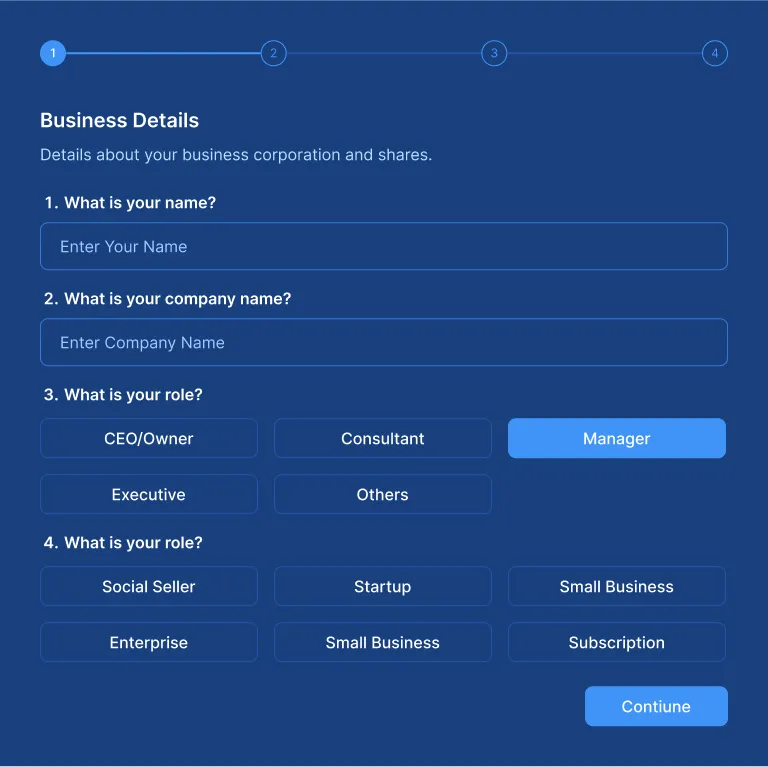 1 2 3 4
Business Details
Details about your business corporation and shares.
1. What is your name?
Enter Your Name
2. What is your company name?
Enter Company Name
3. What is your role?
CEO/Owner Consultant Manager
Executive Others
4. What is your role?
Social Seller Startup Small Business
Enterprise Small Business Subscription
Contiune